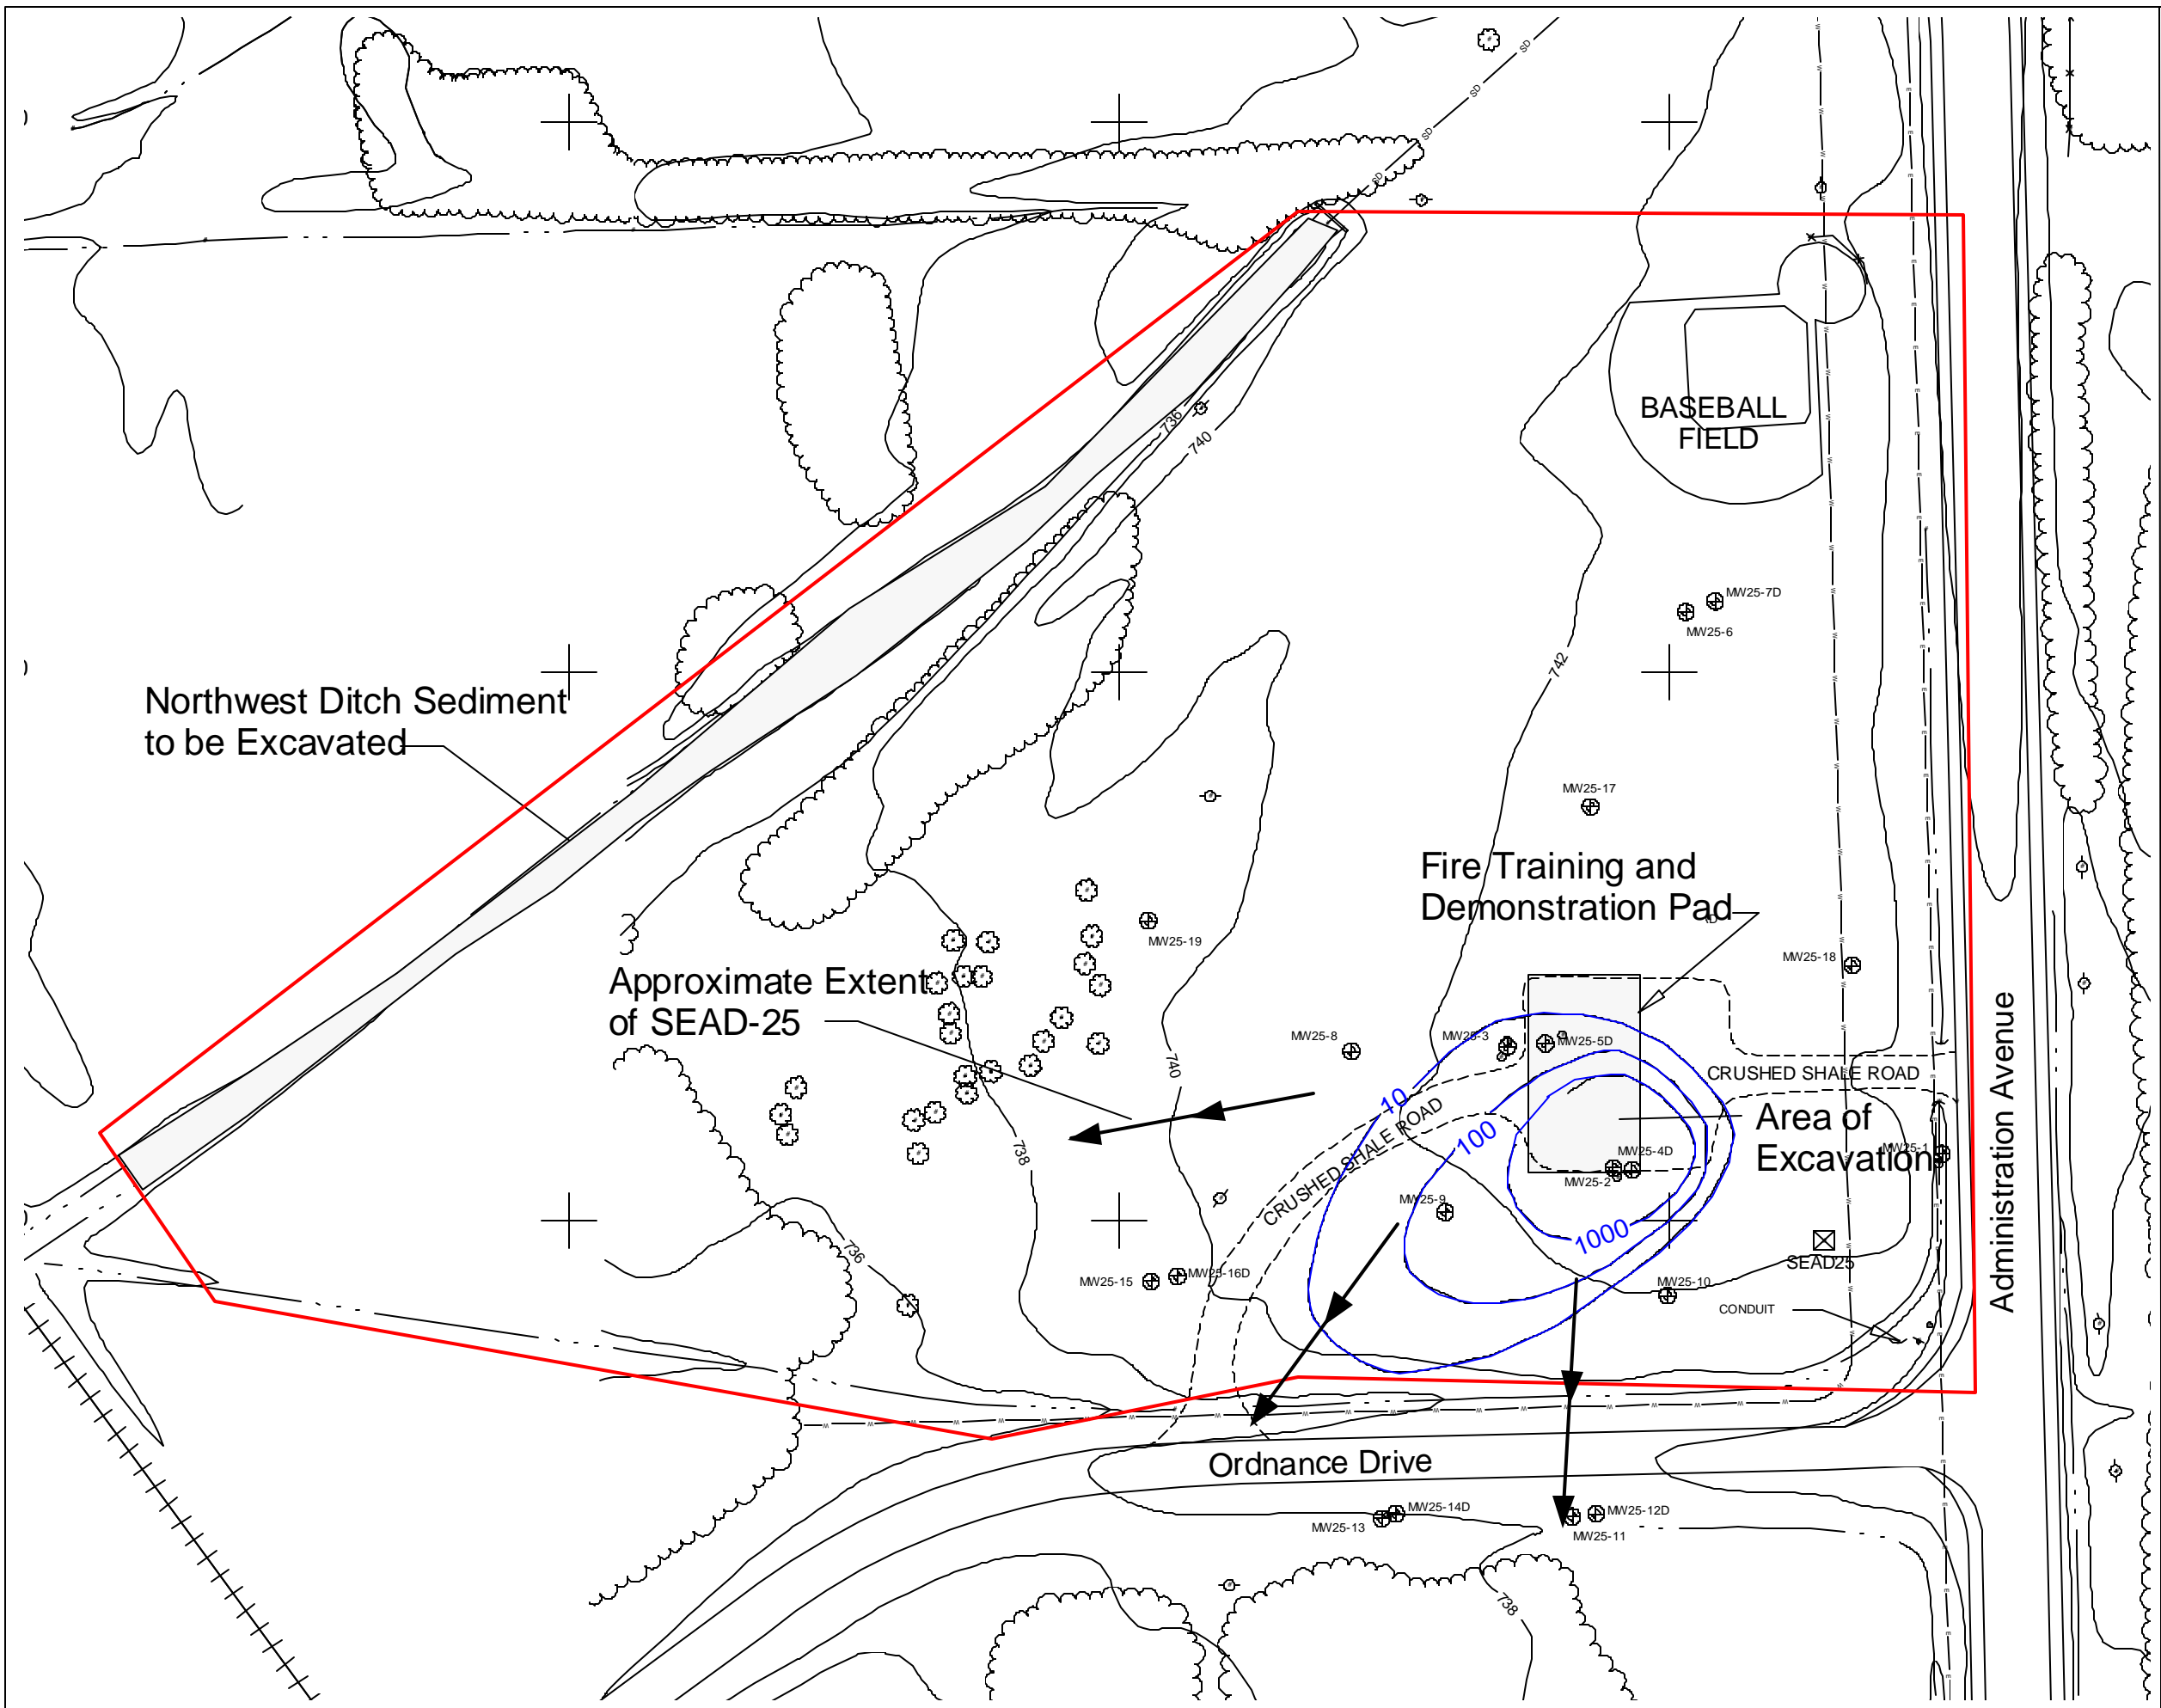 SD
SD
SD
SD
BASEBALL
FIELD
736
740
MW25-7D
MW25-6
742
Northwest Ditch Sediment
to be Excavated
MW25-17
Fire Training and
Demonstration Pad
MW25-19
MW25-18
Approximate Extent
of SEAD-25
MW25-8
MW25-3
MW25-5D
740
10
CRUSHED SHALE ROAD
CRUSHED SHALE ROAD
100
Area of
Excavation
MW25-1
738
MW25-4D
MW25-2
MW25-9
1000
736
SEAD25
MW25-15
MW25-16D
MW25-10
CONDUIT
Administration Avenue
Ordnance Drive
MW25-14D
MW25-13
MW25-12D
MW25-11
738